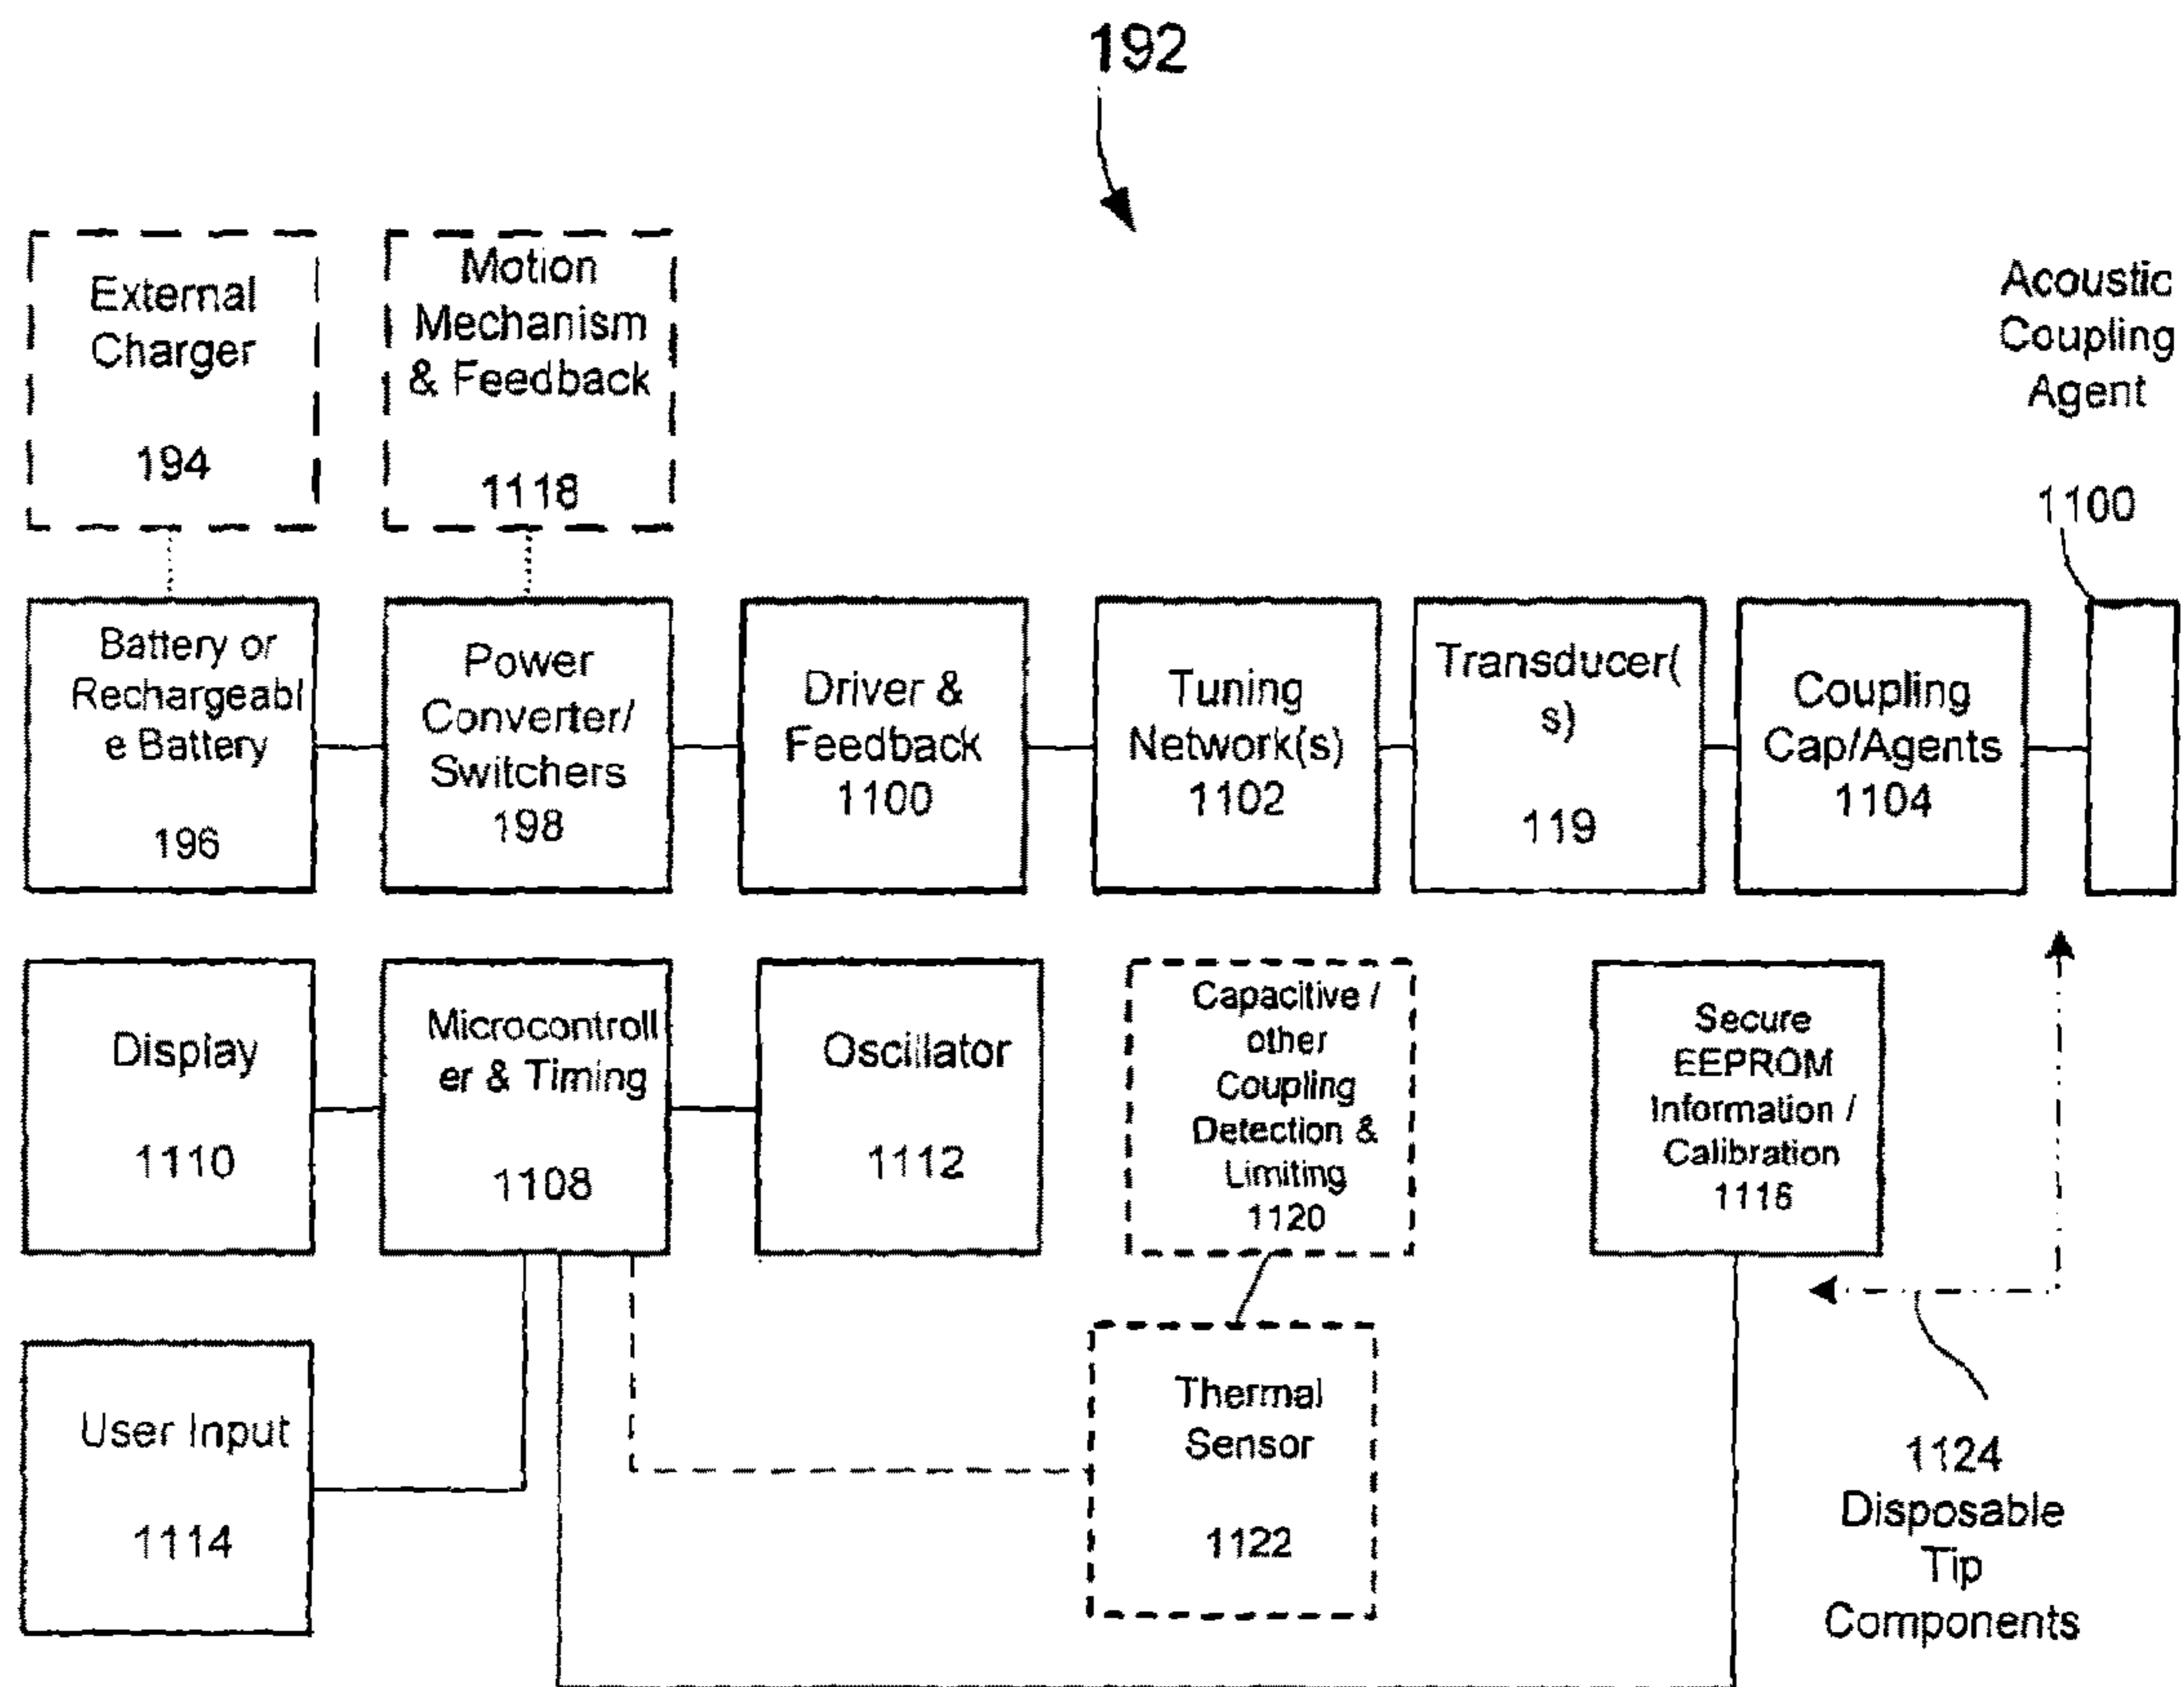 192
External
Charger
194
Motion
Mechanism
& Feedback
1118
Acoustic
Coupling
Agent
1100
Battery or
Rechargeabl
e Battery
196
Power
Converter/
Switchers
198
Driver &
Feedback
1100
Tuning
Network(s)
1102
Transducer(
s)
119
Coupling
Cap/Agents
1104
Display
1110
Microcontroll
er & Timing
1108
Oscillator
1112
Capacitive /
other
Coupling
Detection &
Limiting
1120
Secure
EEPROM
Information /
Calibration
1116
User Input
1114
Thermal
Sensor
1122
1124
Disposable
Tip
Components